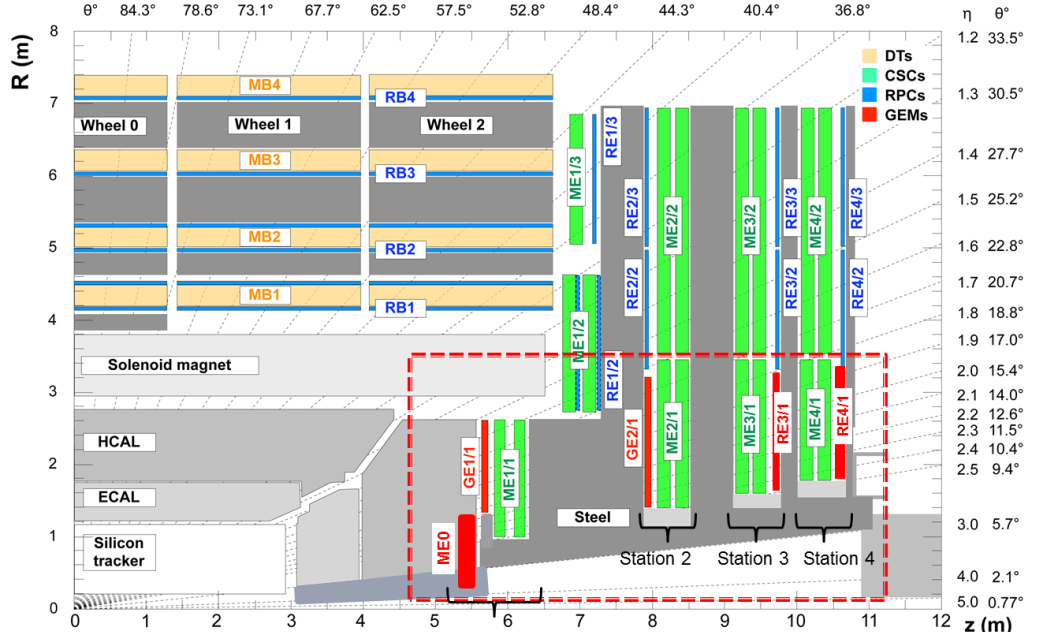 θ° 84.3° 78.6° 73.1° 67.7° 62.5° 57.5° 52.8° 48.4° 44.3° 40.4° 36.8° η θ°
R (m)
8
7
6
5
4
3
2
1
0
1.2 33.5°
1.3 30.5°
1.4 27.7°
1.5 25.2°
1.6 22.8°
1.7 20.7°
1.8 18.8°
1.9 17.0°
2.0 15.4°
2.1 14.0°
2.2 12.6°
2.3 11.5°
2.4 10.4°
2.5 9.4°
3.0 5.7°
4.0 2.1°
5.0 0.77°
DTs
CSCs
RPCs
GEMs
MB4
RB4
Wheel 0
Wheel 1
Wheel 2
MB3
RB3
MB2
RB2
MB1
RB1
Solenoid magnet
HCAL
ECAL
Silicon
tracker
Steel
ME1/3
RE1/3
ME1/2
RE1/2
RE2/3
RE2/2
ME2/2
ME3/2
RE3/3
RE3/2
ME4/2
RE4/3
RE4/2
GE1/1
ME1/1
ME0
GE2/1
ME2/1
ME3/1
RE3/1
ME4/1
RE4/1
Station 2
Station 3
Station 4
0 1 2 3 4 5 6 7 8 9 10 11 12
z (m)